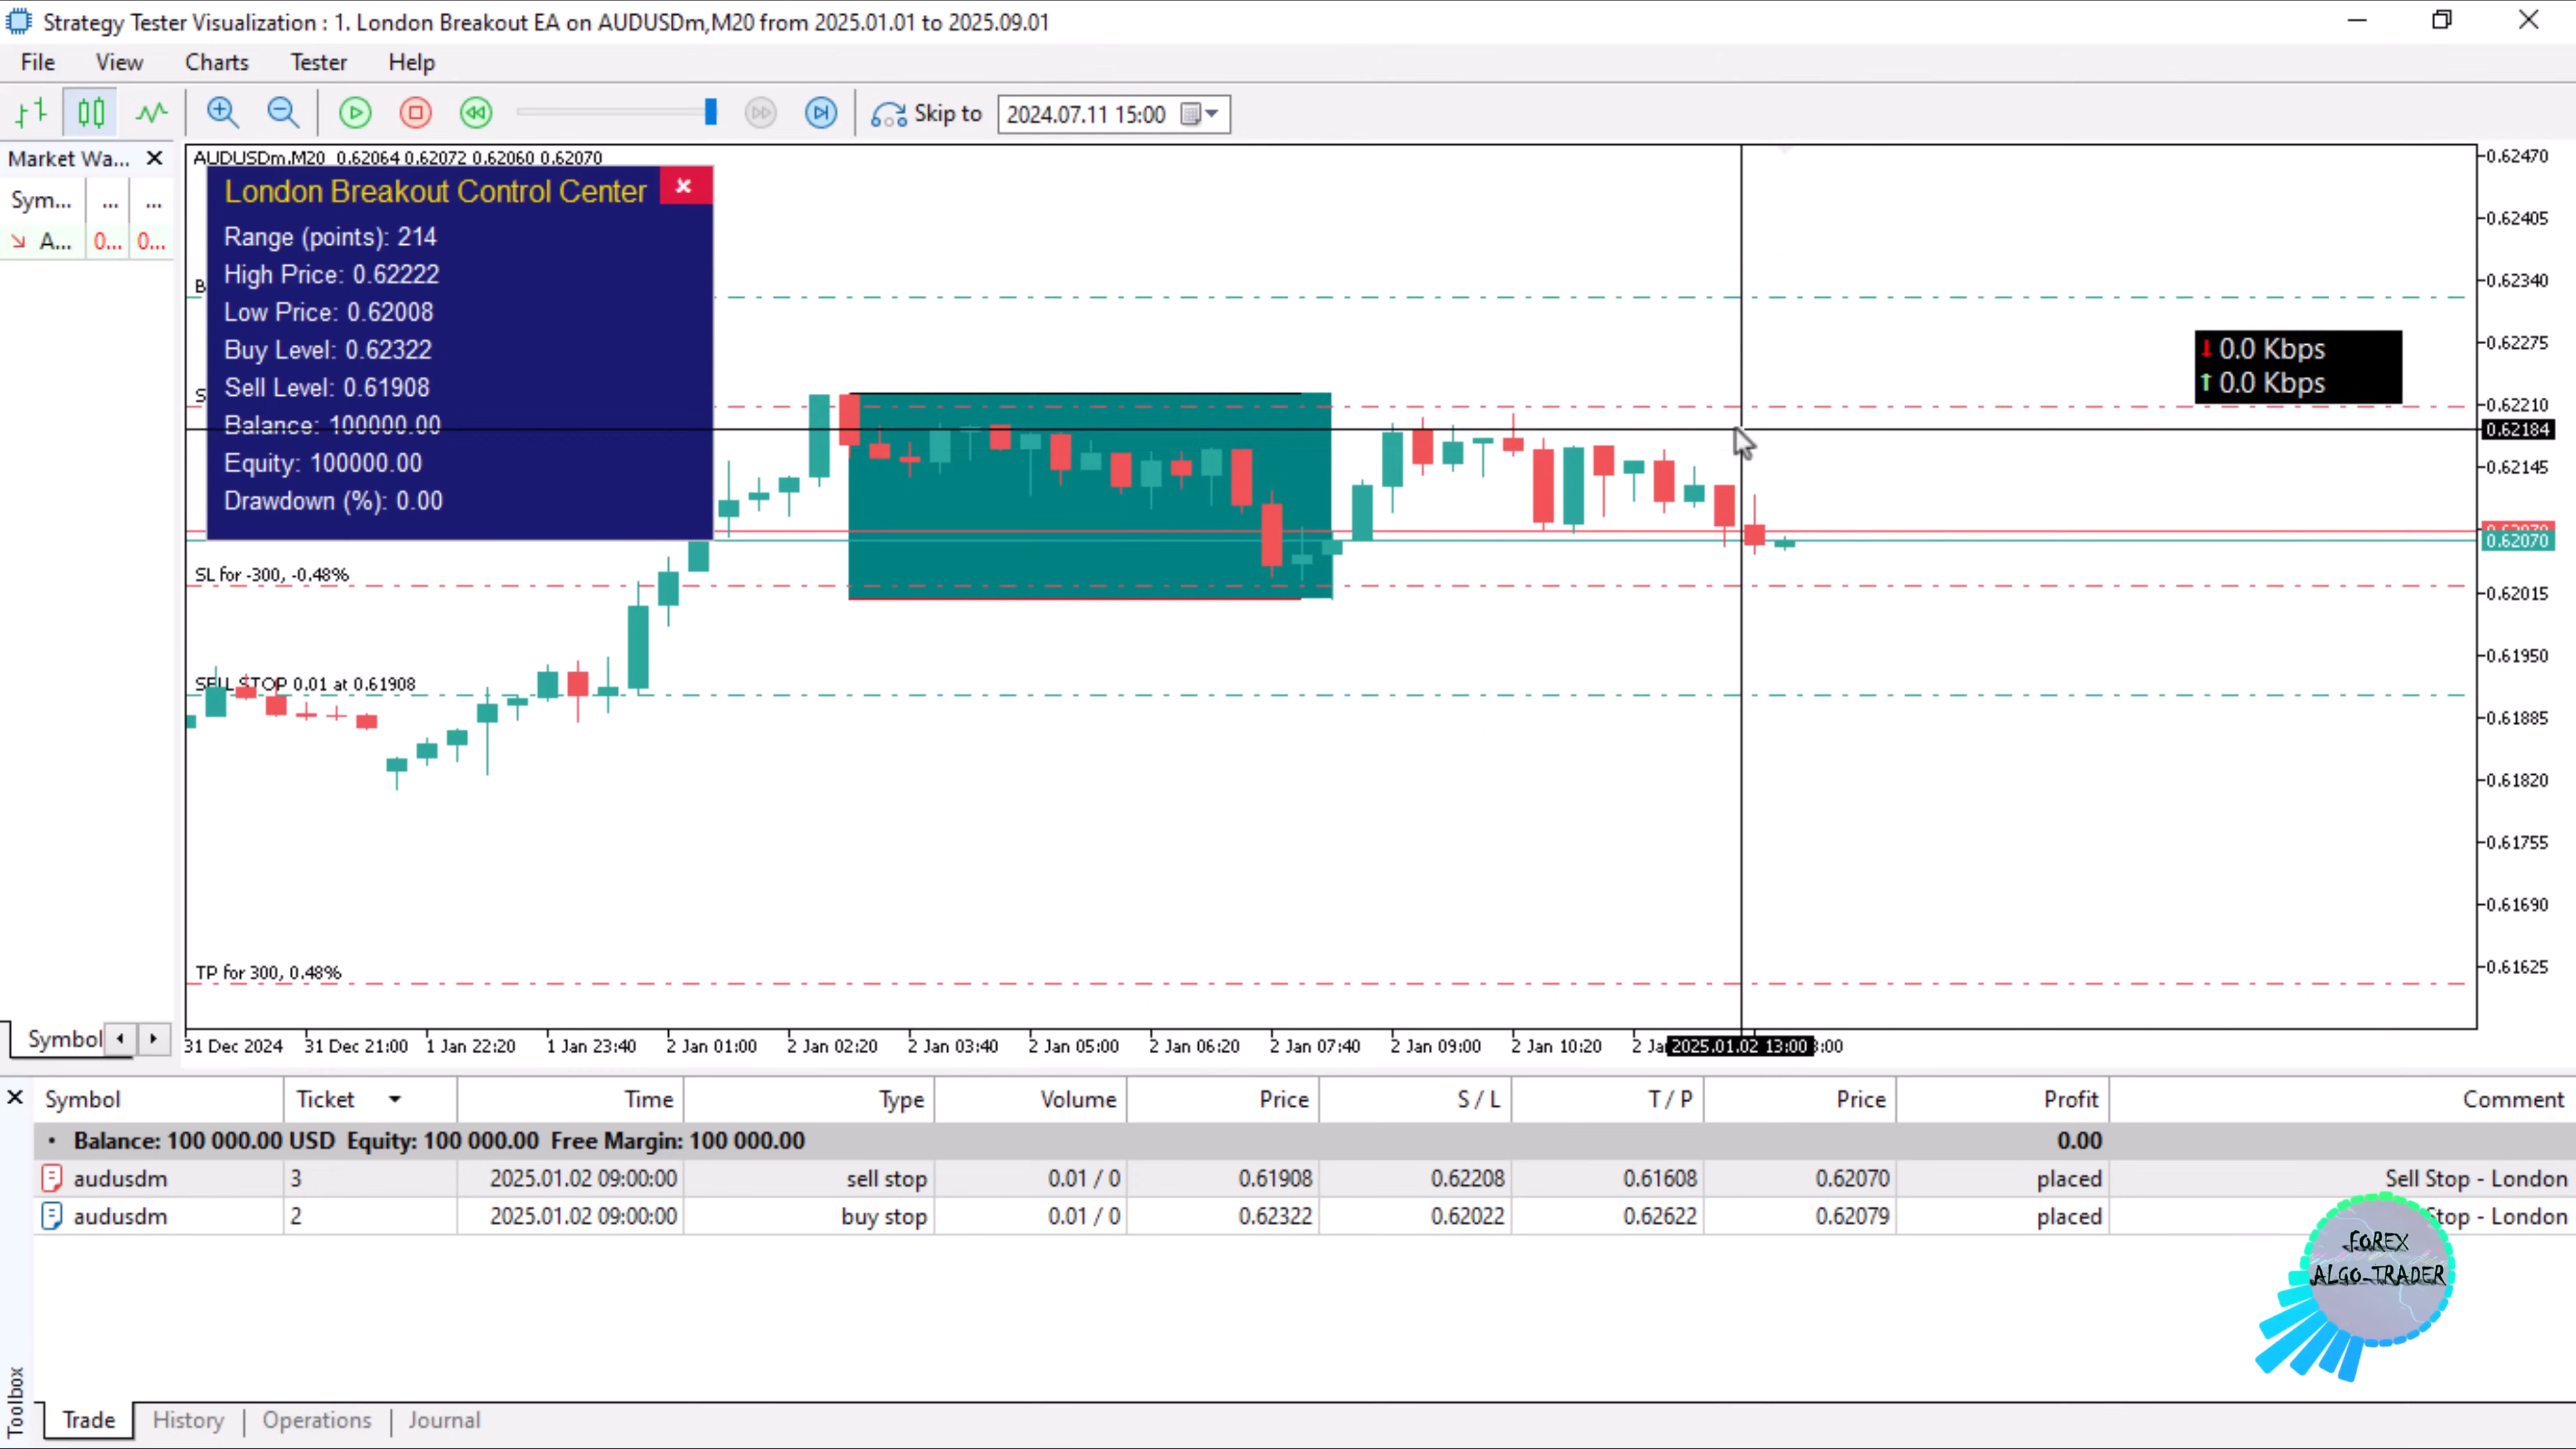 Strategy Tester Visualization : 1. London Breakout EA on AUDUSDm,M20 from 2025.01.01 to 2025.09.01
File View Charts Tester Help
Skip to 2024.07.11 15:00
Market Wa...
Sym... ... ...
A... 0... 0...
Symbol
AUDUSDm,M20 0.62064 0.62072 0.62060 0.62070
London Breakout Control Center
Range (points): 214
High Price: 0.62222
Low Price: 0.62008
Buy Level: 0.62322
Sell Level: 0.61908
Balance: 100000.00
Equity: 100000.00
Drawdown (%): 0.00
B
S
SL for -300, -0.48%
SELL STOP 0.01 at 0.61908
TP for 300, 0.48%
0.0 Kbps
0.0 Kbps
0.62470
0.62405
0.62340
0.62275
0.62210
0.62184
0.62145
0.62070
0.62015
0.61950
0.61885
0.61820
0.61755
0.61690
0.61625
31 Dec 2024 31 Dec 21:00 1 Jan 22:20 1 Jan 23:40 2 Jan 01:00 2 Jan 02:20 2 Jan 03:40 2 Jan 05:00 2 Jan 06:20 2 Jan 07:40 2 Jan 09:00 2 Jan 10:20 2 Ja 2025.01.02 13:00 3:00
Symbol Ticket Time Type Volume Price S / L T / P Price Profit Comment
Balance: 100 000.00 USD Equity: 100 000.00 Free Margin: 100 000.00 0.00
audusdm 3 2025.01.02 09:00:00 sell stop 0.01 / 0 0.61908 0.62208 0.61608 0.62070 placed Sell Stop - London
audusdm 2 2025.01.02 09:00:00 buy stop 0.01 / 0 0.62322 0.62022 0.62622 0.62079 placed Stop - London
FOREX
ALGO-TRADER
Toolbox
Trade History Operations Journal